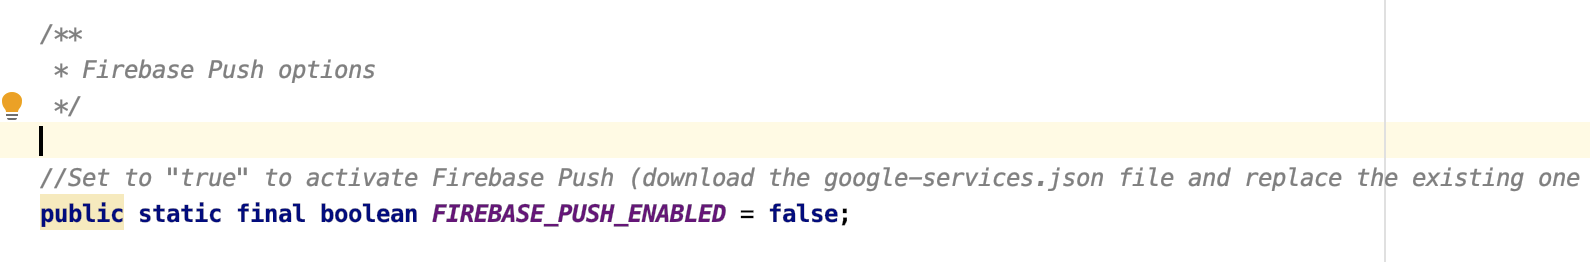 /**
 * Firebase Push options
 */
//Set to "true" to activate Firebase Push (download the google-services.json file and replace the existing one
public static final boolean FIREBASE_PUSH_ENABLED = false;